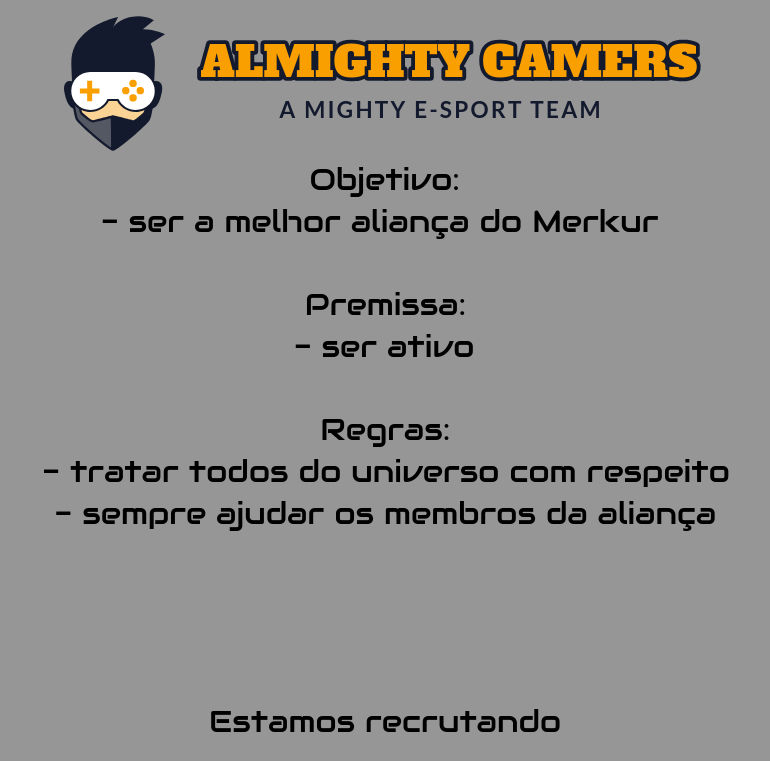 ALMIGHTY GAMERS
A MIGHTY E-SPORT TEAM
Objetivo:
- ser a melhor aliança do Merkur
Premissa:
- ser ativo
Regras:
- tratar todos do universo com respeito
- sempre ajudar os membros da aliança
Estamos recrutando